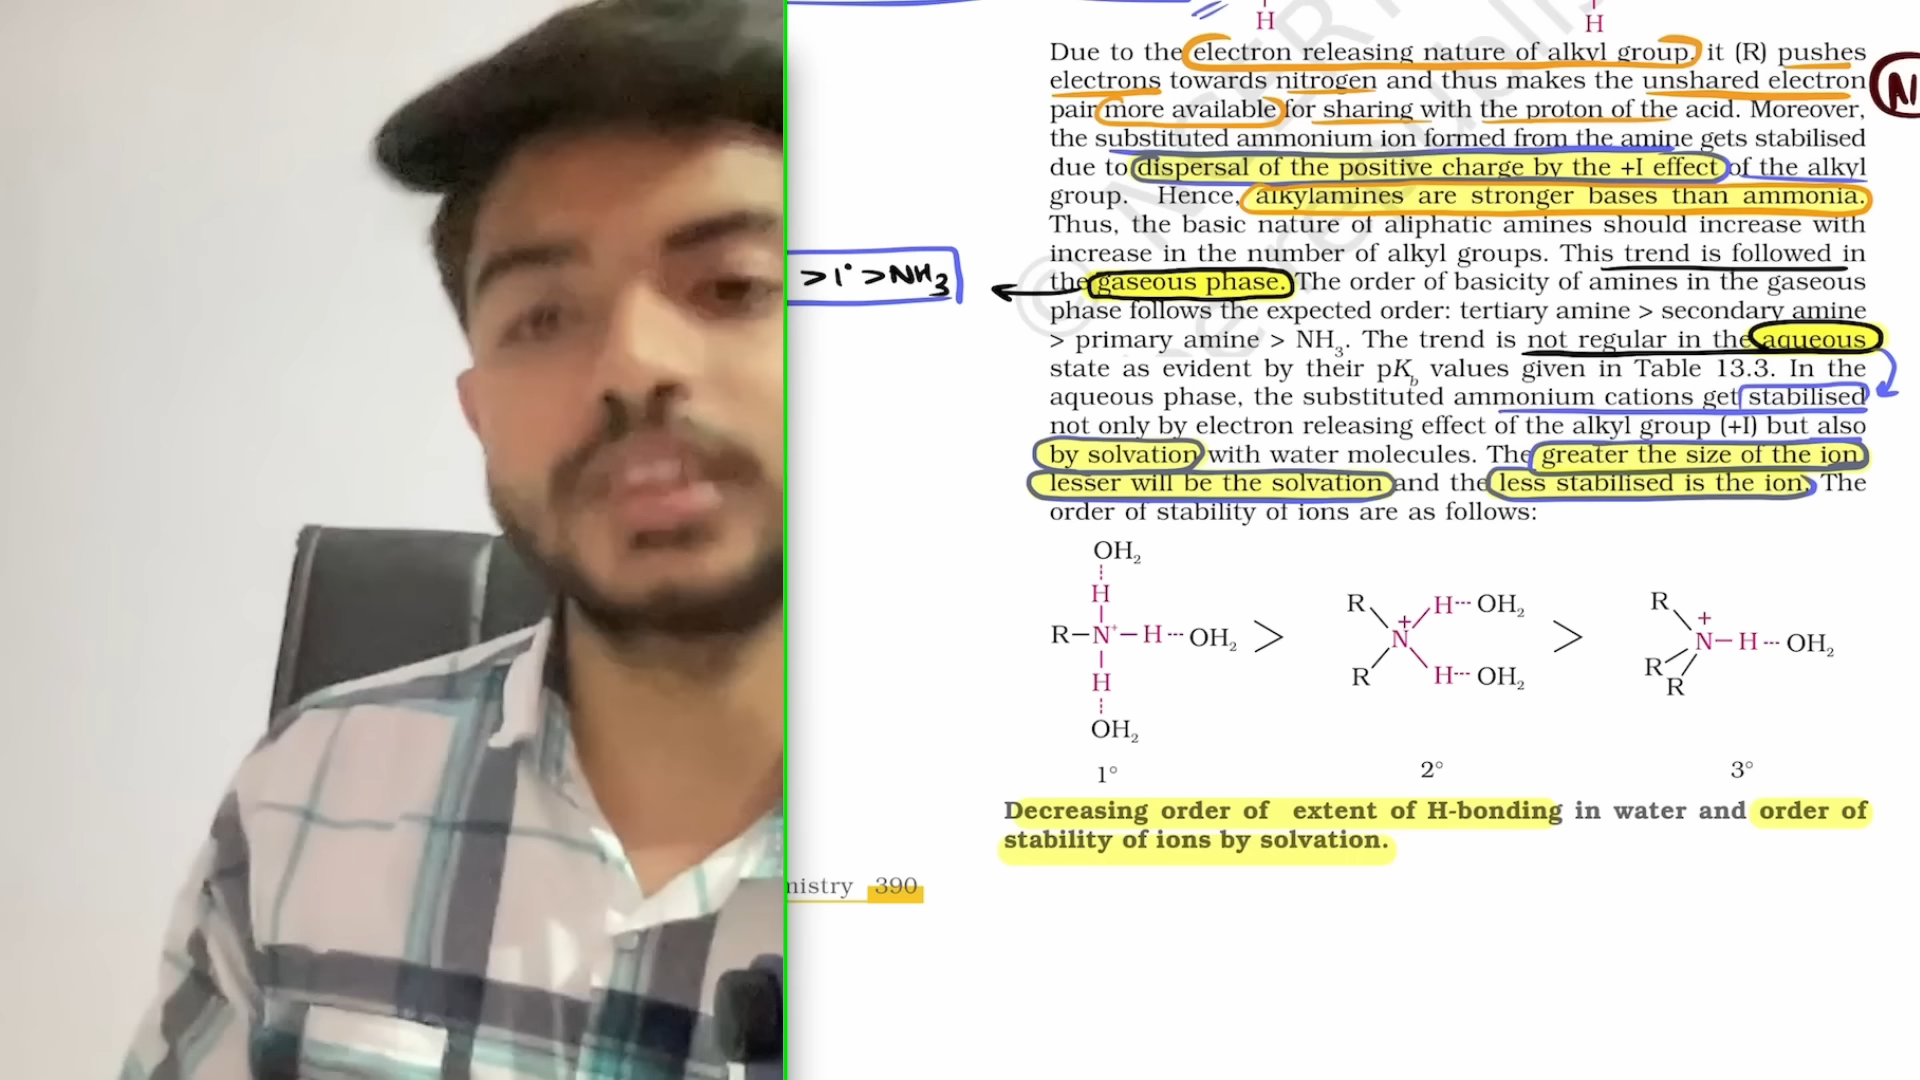 H H
Due to the electron releasing nature of alkyl group, it (R) pushes
electrons towards nitrogen and thus makes the unshared electron
pair more available for sharing with the proton of the acid. Moreover,
the substituted ammonium ion formed from the amine gets stabilised
due to dispersal of the positive charge by the +I effect of the alkyl
group. Hence, alkylamines are stronger bases than ammonia.
Thus, the basic nature of aliphatic amines should increase with
increase in the number of alkyl groups. This trend is followed in
the gaseous phase. The order of basicity of amines in the gaseous
phase follows the expected order: tertiary amine > secondary amine
> primary amine > NH₃. The trend is not regular in the aqueous
state as evident by their pK_b values given in Table 13.3. In the
aqueous phase, the substituted ammonium cations get stabilised
not only by electron releasing effect of the alkyl group (+I) but also
by solvation with water molecules. The greater the size of the ion
lesser will be the solvation and the less stabilised is the ion. The
order of stability of ions are as follows:
>1° >NH₃
OH₂
H
R–N⁺–H---OH₂ >
H
OH₂
R H---OH₂
N⁺
R H---OH₂
>
R
N⁺–H---OH₂
R
R
1° 2° 3°
Decreasing order of extent of H-bonding in water and order of
stability of ions by solvation.
nistry 390